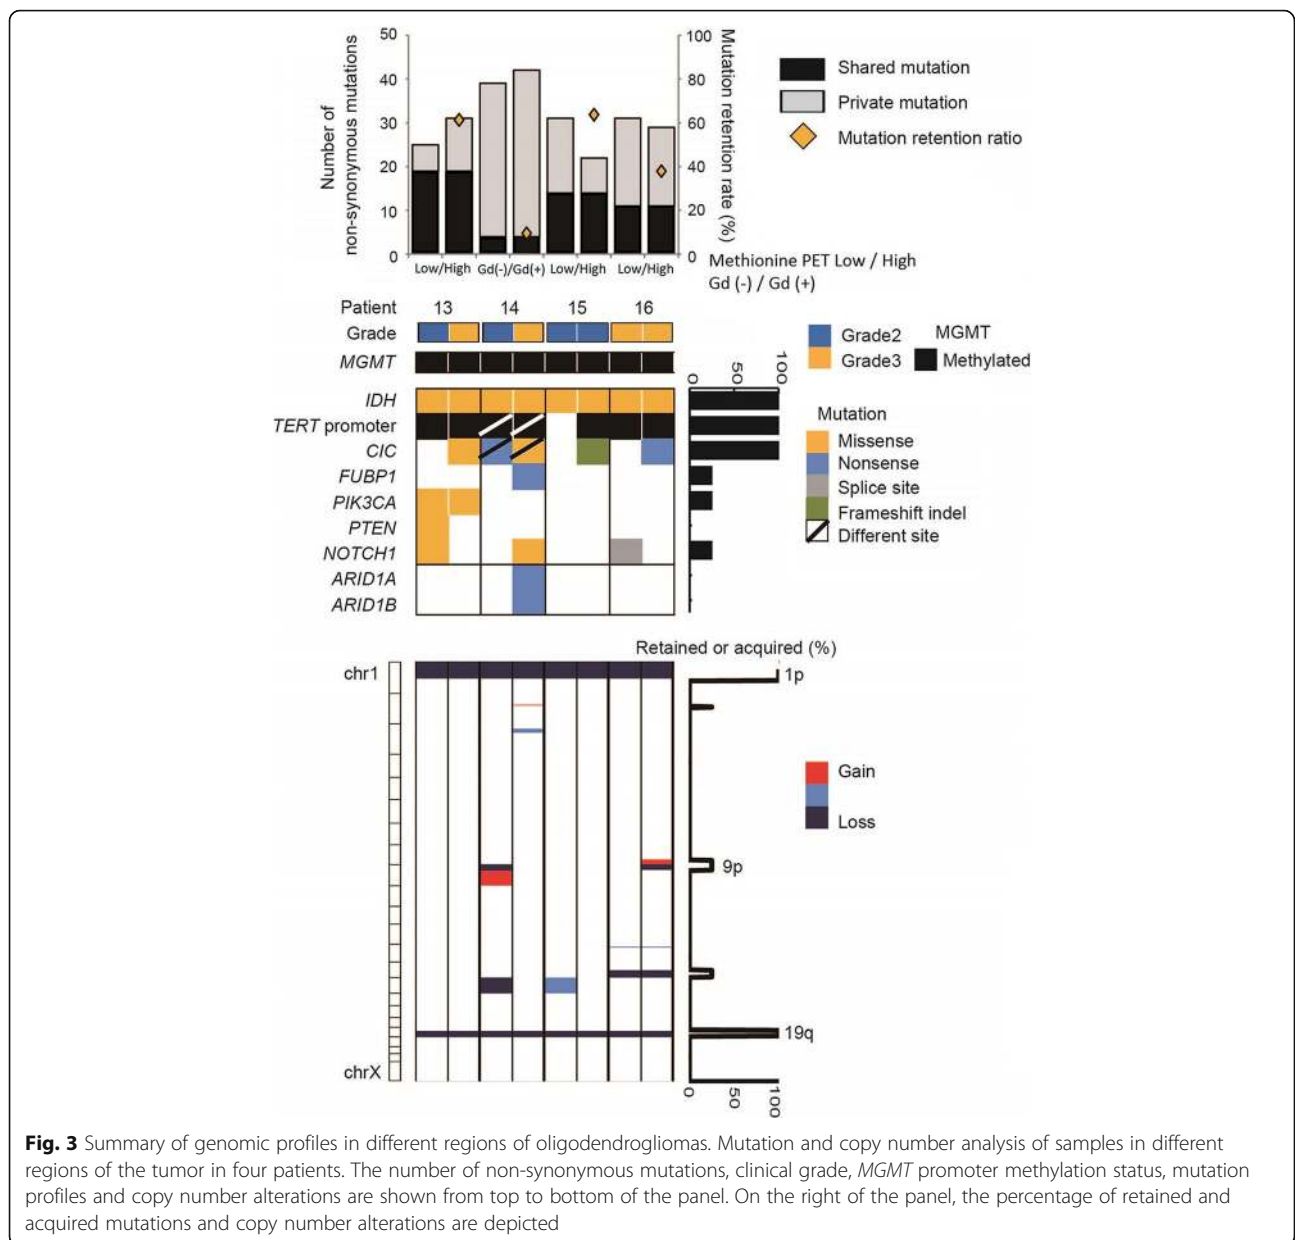 50
40
30
20
10
0
Number of
non-synonymous mutations
100
80
60
40
20
0
Mutation retention rate (%)
Shared mutation
Private mutation
Mutation retention ratio
Low/High Gd(-)/Gd(+) Low/High Low/High
Methionine PET Low / High
Gd (-) / Gd (+)
Patient 13 14 15 16
Grade
MGMT
Grade2
Grade3
MGMT
Methylated
0 50 100
IDH
TERT promoter
CIC
FUBP1
PIK3CA
PTEN
NOTCH1
ARID1A
ARID1B
Mutation
Missense
Nonsense
Splice site
Frameshift indel
Different site
Retained or acquired (%)
chr1
1p
Gain
Loss
9p
19q
chrX
0 50 100
Fig. 3 Summary of genomic profiles in different regions of oligodendrogliomas. Mutation and copy number analysis of samples in different
regions of the tumor in four patients. The number of non-synonymous mutations, clinical grade, MGMT promoter methylation status, mutation
profiles and copy number alterations are shown from top to bottom of the panel. On the right of the panel, the percentage of retained and
acquired mutations and copy number alterations are depicted